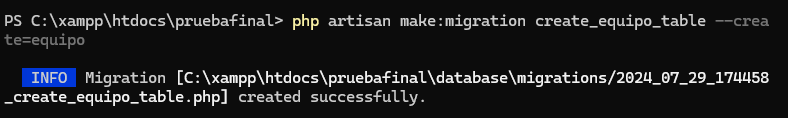 PS C:\xampp\htdocs\pruebafinal> php artisan make:migration create_equipo_table --crea
te=equipo
INFO Migration [C:\xampp\htdocs\pruebafinal\database\migrations/2024_07_29_174458
_create_equipo_table.php] created successfully.